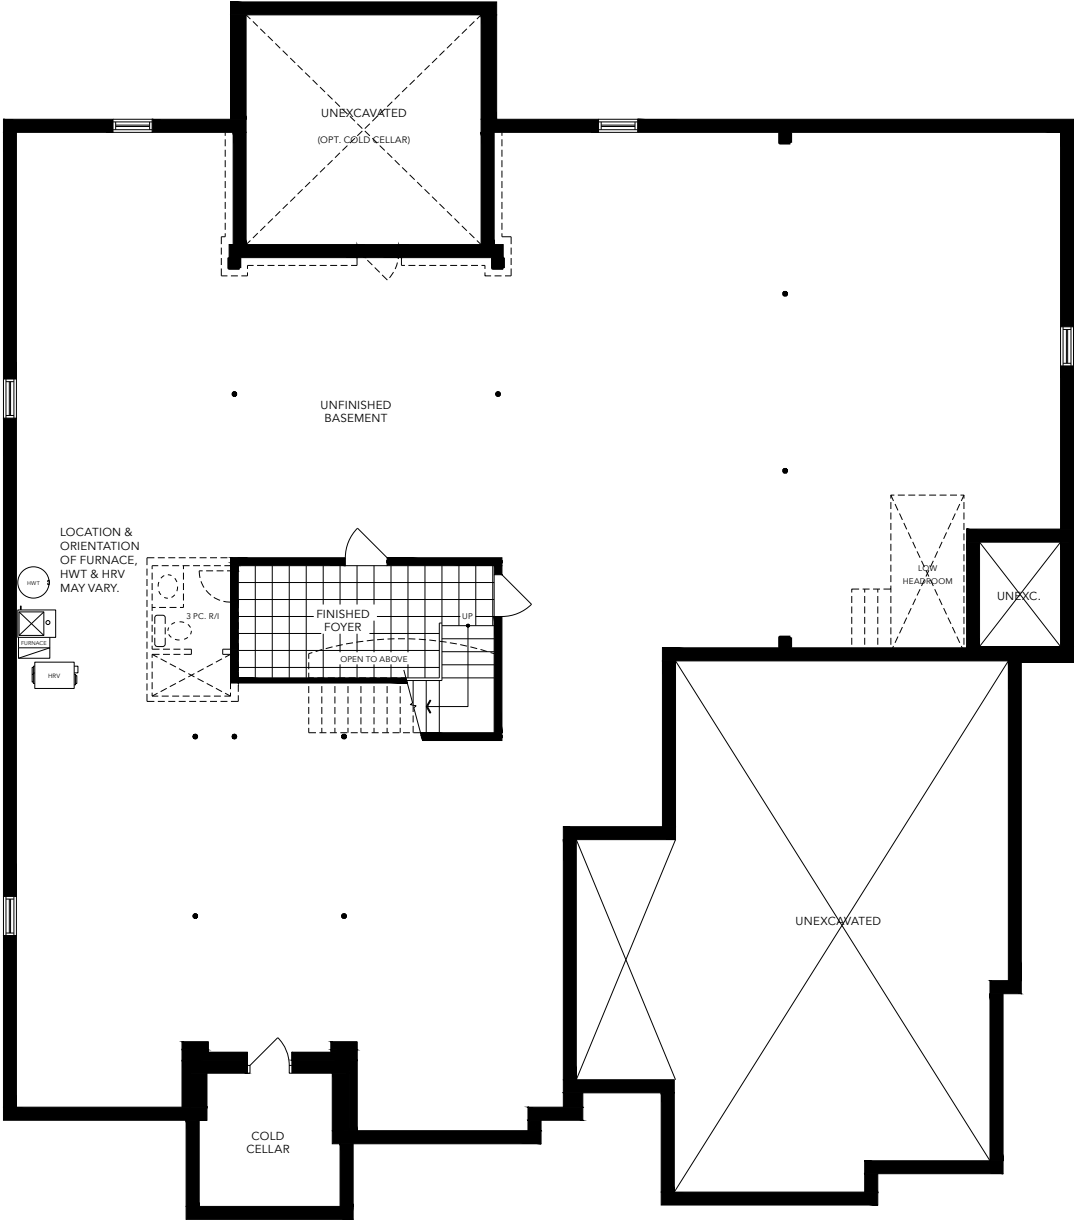 UNEXCAVATED
(OPT. COLD CELLAR)
UNFINISHED
BASEMENT
LOCATION &
ORIENTATION
OF FURNACE,
HWT & HRV
MAY VARY.
HWT
FURNACE
HRV
3 PC. R/I
FINISHED
FOYER
UP
OPEN TO ABOVE
LOW
HEADROOM
UNEXC.
UNEXCAVATED
COLD
CELLAR